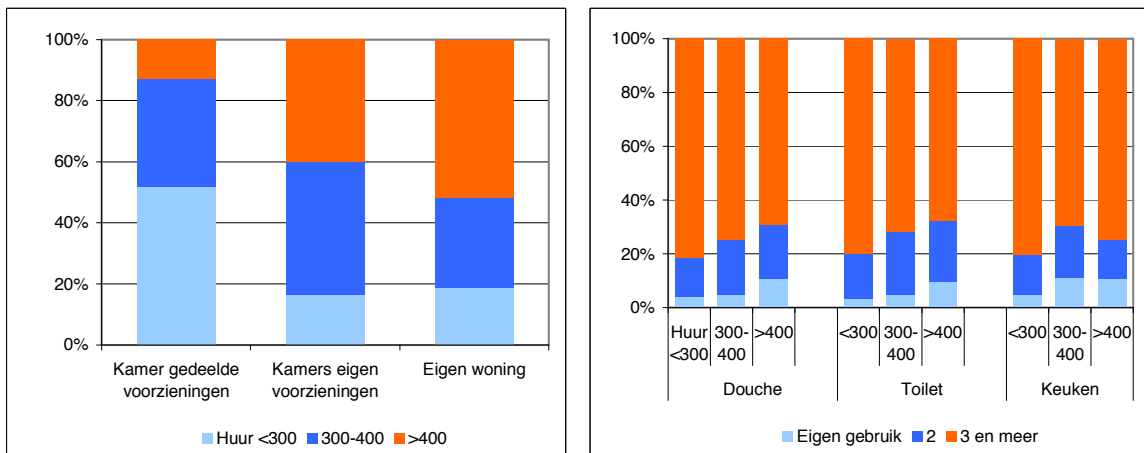 100%
80%
60%
40%
20%
0%
Kamer gedeelde voorzieningen
Kamers eigen voorzieningen
Eigen woning
Huur <300 300-400 >400
100%
80%
60%
40%
20%
0%
Huur <300
300-400
>400
<300
300-400
>400
<300
300-400
>400
Douche Toilet Keuken
Eigen gebruik 2 3 en meer